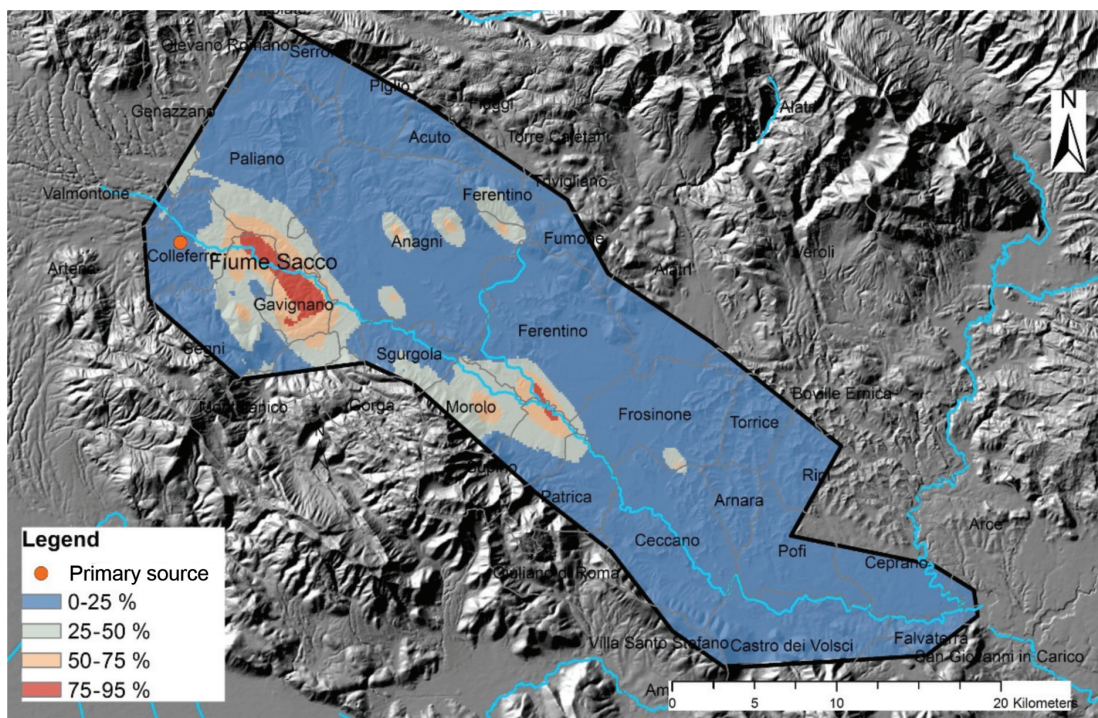 Olevano Romano
Serrone
Piglio
Genazzano
Acuto
Alatri
N
Torre Cajetani
Paliano
Trivigliano
Valmontone
Ferentino
Anagni
Fumone
Colleferro
Fiume Sacco
Veroli
Artena
Alatri
Gavignano
Ferentino
Segni
Sgurgola
Boville Ernica
Gorga
Morolo
Frosinone
Torrice
Supino
Rip
Patrica
Arnara
Arce
Ceccano
Pofi
Ceprano
Giuliano di Roma
Villa Santo Stefano
Castro dei Volsci
Falvaterra
San Giovanni in Carico
Am
Legend
Primary source
0-25 %
25-50 %
50-75 %
75-95 %
0 5 10 20 Kilometers